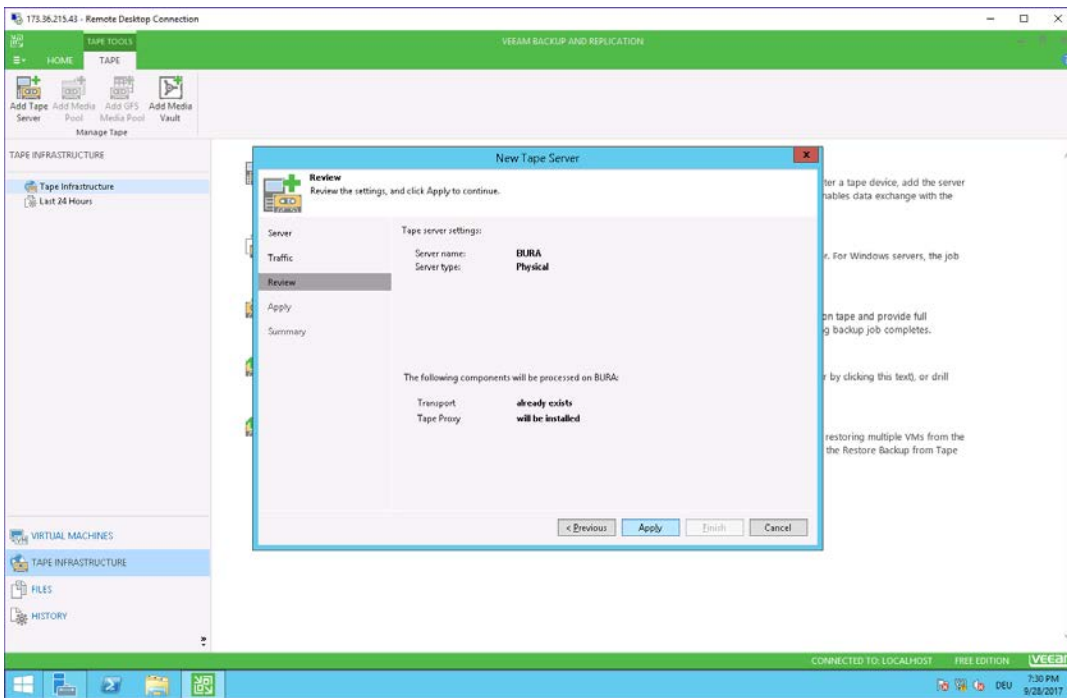 173.36.215.43 - Remote Desktop Connection
TAPE TOOLS
VEEAM BACKUP AND REPLICATION
HOME
TAPE
Add Tape Server
Add Media Pool
Add GFS Media Pool
Add Media Vault
Manage Tape
TAPE INFRASTRUCTURE
Tape Infrastructure
Last 24 Hours
VIRTUAL MACHINES
TAPE INFRASTRUCTURE
FILES
HISTORY
New Tape Server
Review
Review the settings, and click Apply to continue.
Server
Traffic
Review
Apply
Summary
Tape server settings:
Server name: BURA
Server type: Physical
The following components will be processed on BURA:
Transport already exists
Tape Proxy will be installed
< Previous
Apply
Finish
Cancel
ter a tape device, add the server
nables data exchange with the
r. For Windows servers, the job
on tape and provide full
g backup job completes.
r by clicking this text), or drill
restoring multiple VMs from the
the Restore Backup from Tape
CONNECTED TO: LOCALHOST
FREE EDITION
VEEAM
DEU
7:30 PM
9/28/2017